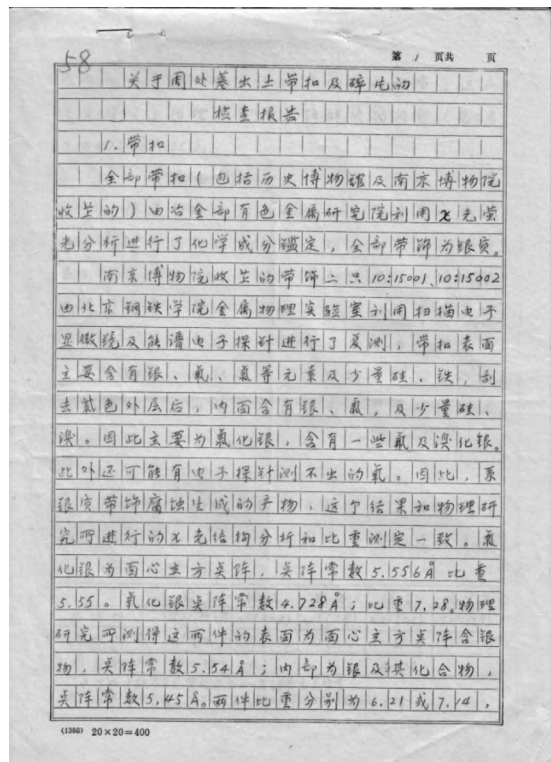 58
第 1 页共 页
关于周处墓出土带扣及碎片的
检查报告
1. 带扣
全部带扣(包括历史博物馆及南京博物院
收芷的)由冶金部有色金属研究院利用X光萤
光分析进行了化学成分鉴定,全部带饰为银质。
南京博物院收芷的带饰二只10:15001、10:15002
由北京钢铁学院金属物理实验室利用扫描电子
显微镜及能谱电子探针进行了复测,带扣表面
主要含有银、氯、氯等元素及少量硅、铁,刮
去 色外层后,内面含有银、氯,及少量硅、
溴。因此主要为氯化银,含有一些氧及溴化银。
此外还可能有电子探针测不出的氧。因此,系
银质带饰腐蚀生成的产物,这个结果和物理研
究所进行的X光结构分析和比重测定一致。氯
化银为面心立方点阵,点阵常数5.556Å 比重
5.55。氧化银点阵常数4.728Å;比重7.28。物理
研究所测得这两件的表面为面心立方点阵含银
物,点阵常数5.54Å;内部为银及其化合物,
点阵常数5.45Å。两件比重分别为6.21或7.14,
(1360) 20×20=400